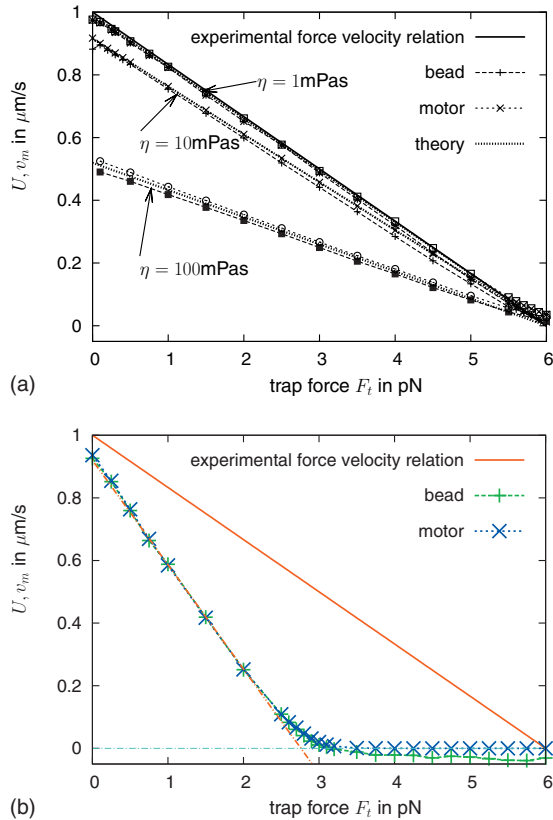 1
0.8
0.6
0.4
0.2
0
U, v_m in μm/s
experimental force velocity relation
bead
motor
theory
η = 1mPas
η = 10mPas
η = 100mPas
0 1 2 3 4 5 6
(a)
trap force F_t in pN
1
0.8
0.6
0.4
0.2
0
U, v_m in μm/s
experimental force velocity relation
bead
motor
0 1 2 3 4 5 6
(b)
trap force F_t in pN